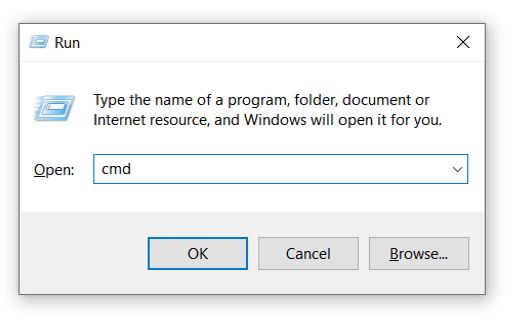 Run
Type the name of a program, folder, document or
Internet resource, and Windows will open it for you.
Open: cmd
OK Cancel Browse...